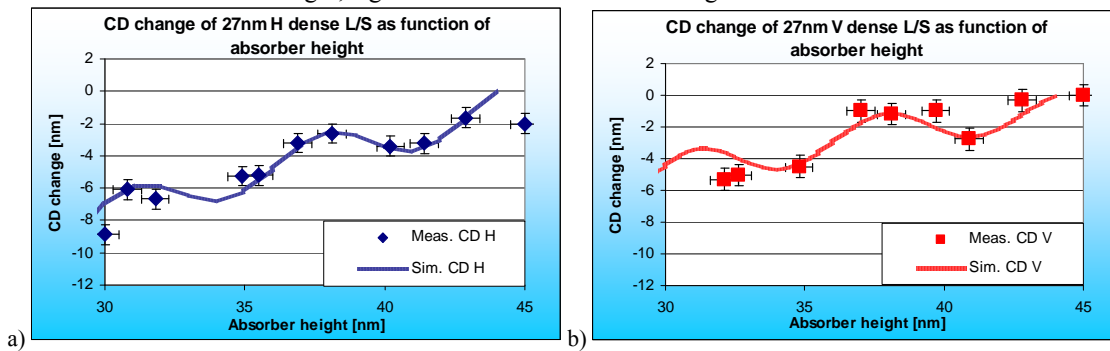 CD change of 27nm H dense L/S as function of
absorber height
2
0
-2
-4
-6
-8
-10
-12
CD change [nm]
Meas. CD H
Sim. CD H
30
35
40
45
Absorber height [nm]
a)
CD change of 27nm V dense L/S as function of
absorber height
2
0
-2
-4
-6
-8
-10
-12
CD change [nm]
Meas. CD V
Sim. CD V
30
35
40
45
Absorber height [nm]
b)